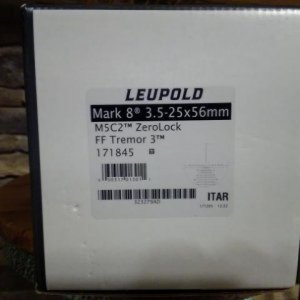 LEUPOLD
Mark 8® 3.5-25x56mm
M5C2™ ZeroLock
FF Tremor 3™
171845
ITAR